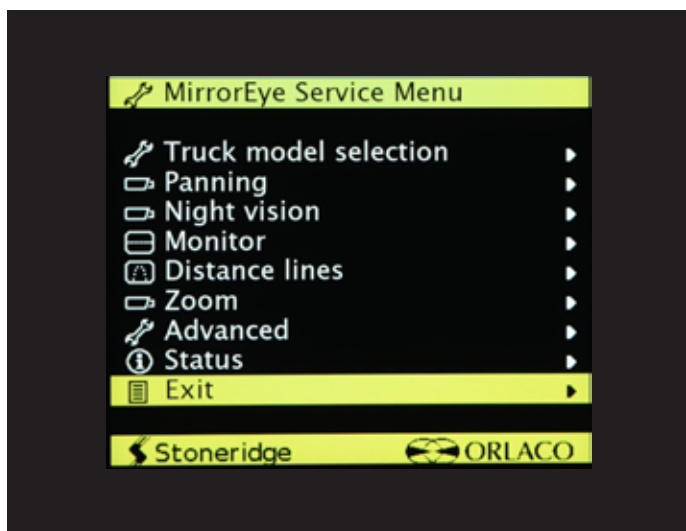 MirrorEye Service Menu
Truck model selection
Panning
Night vision
Monitor
Distance lines
Zoom
Advanced
Status
Exit
Stoneridge ORLACO